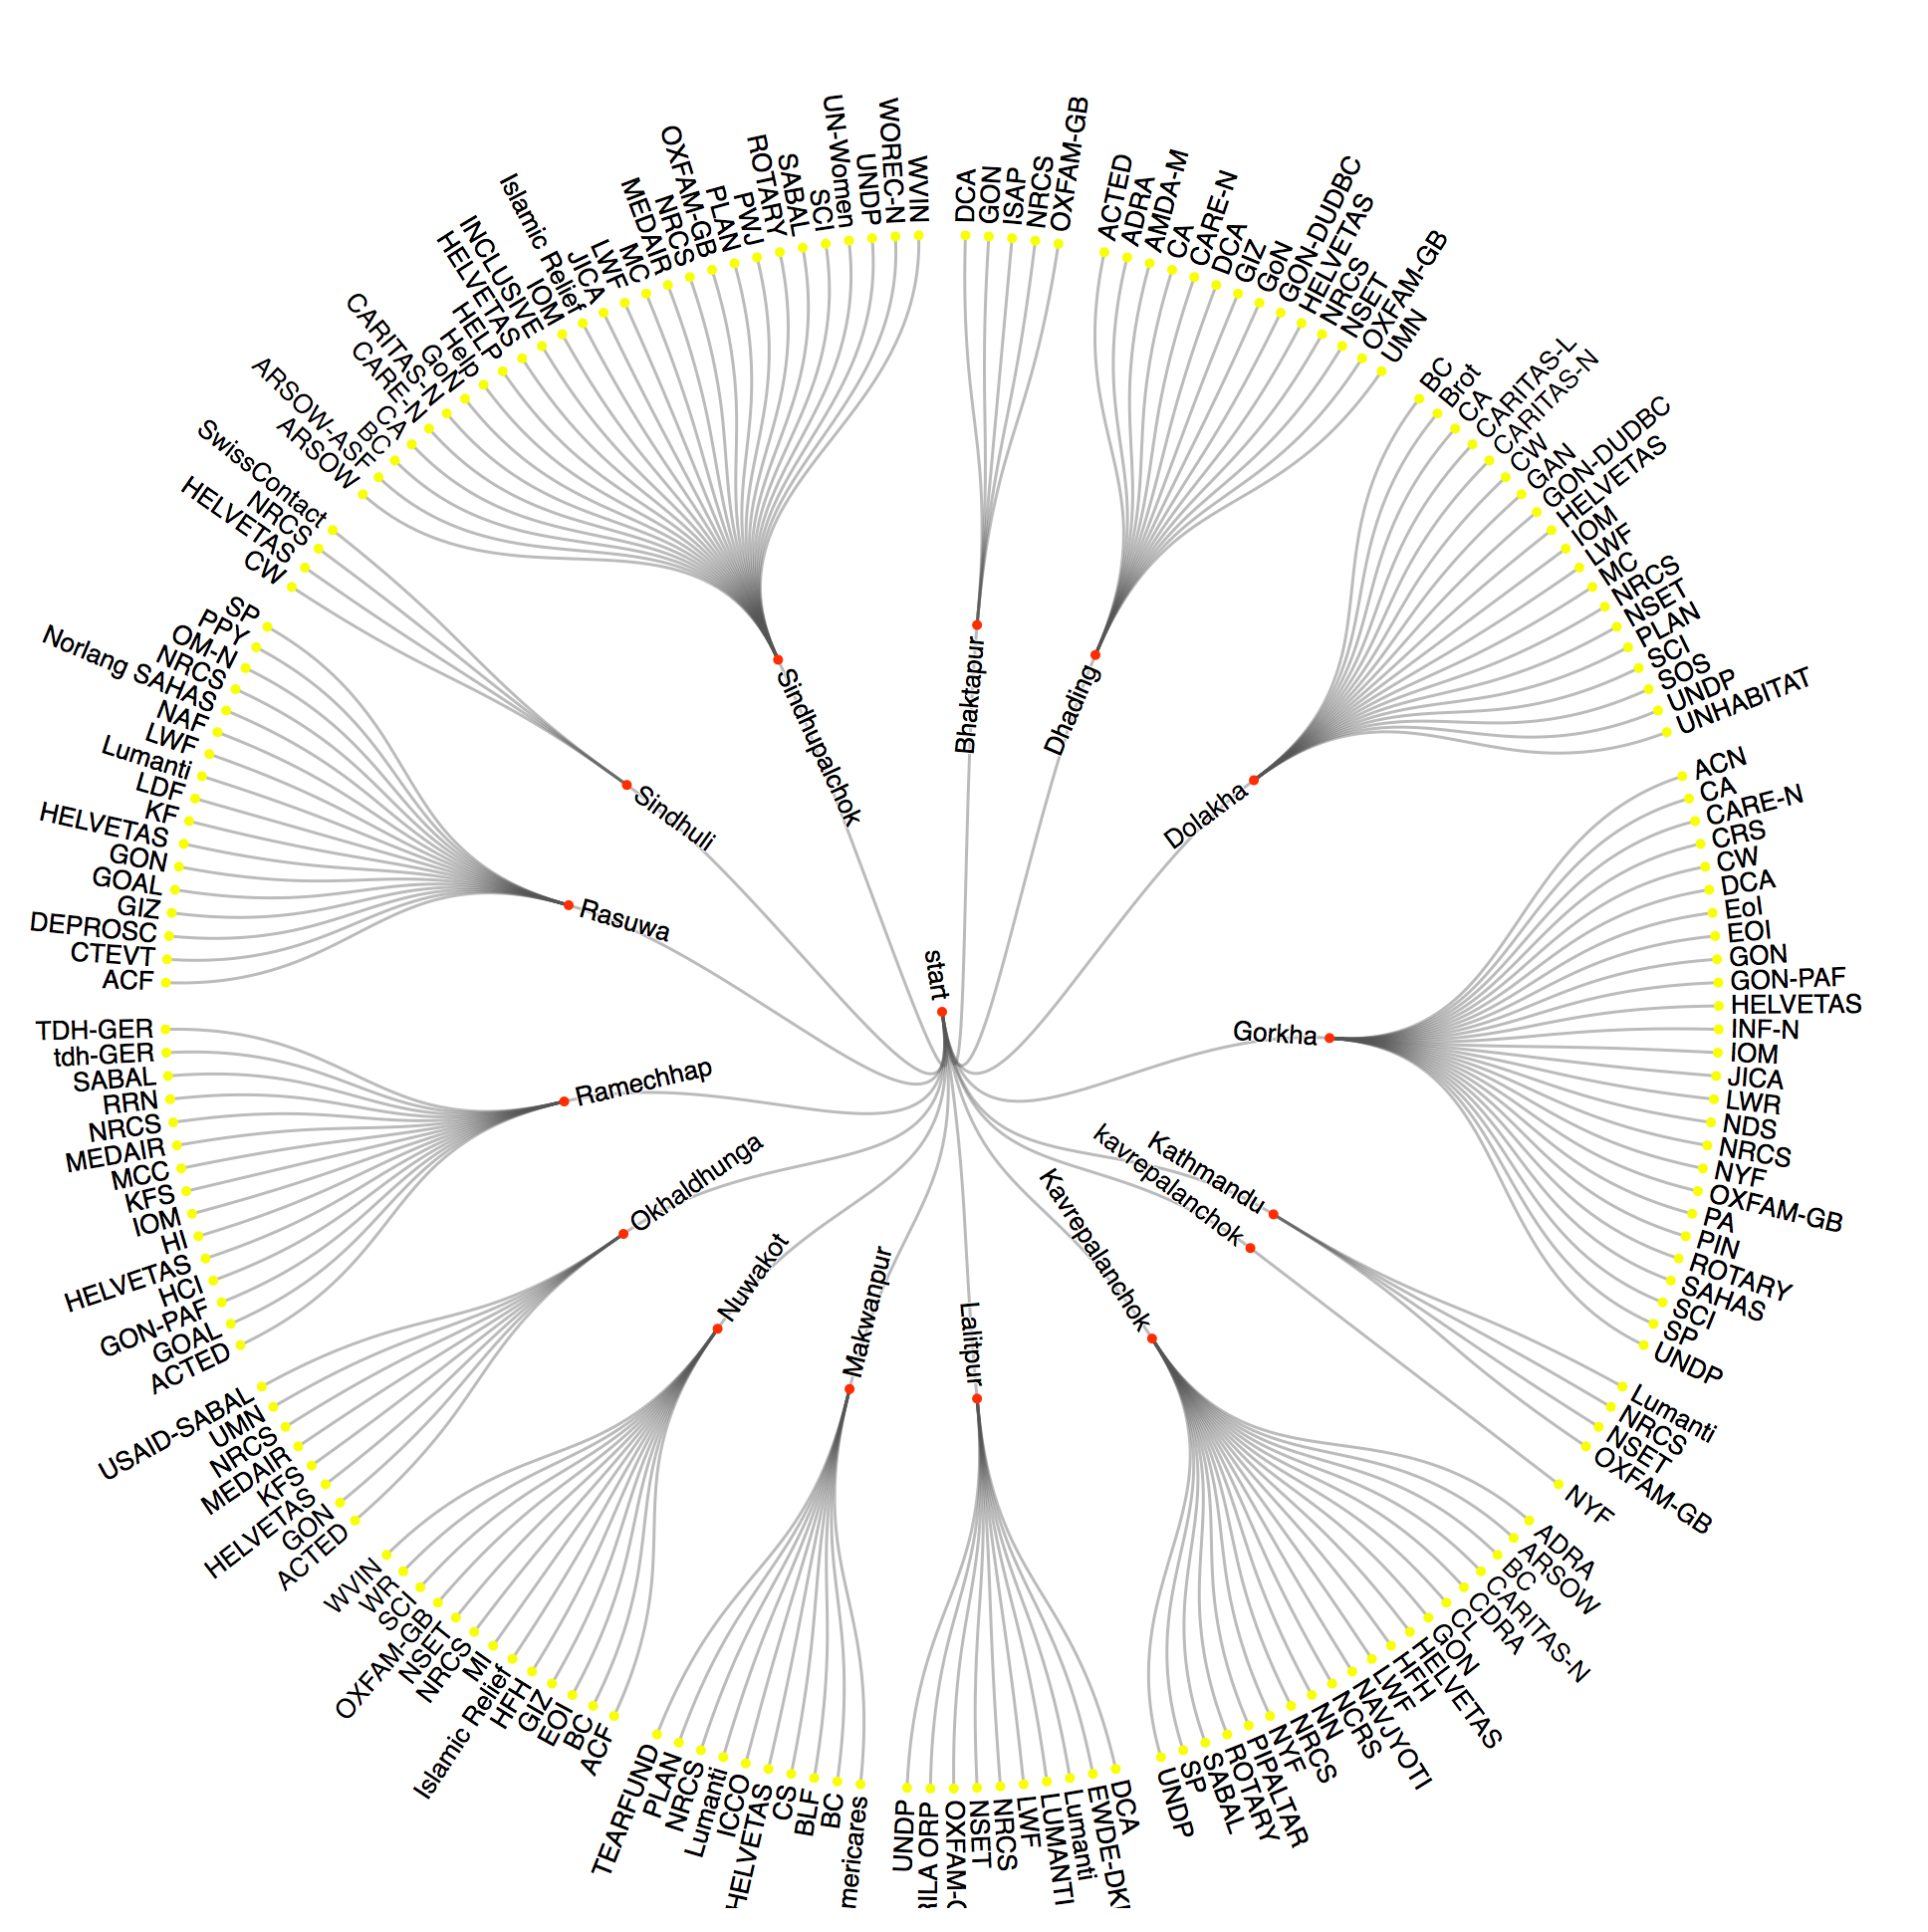 start
Bhaktapur
DCA
GON
ISAP
NRCS
OXFAM-GB
Dhading
ACTED
ADRA
AMDA-M
CA
CARE-N
DCA
GIZ
GoN
GON-DUDBC
HELVETAS
NRCS
NSET
OXFAM-GB
UMN
Dolakha
BC
Brot
CA
CARITAS-L
CARITAS-N
CW
GAN
GON-DUDBC
HELVETAS
IOM
LWF
MC
NRCS
NSET
PLAN
SCI
SOS
UNDP
UNHABITAT
Gorkha
ACN
CA
CARE-N
CRS
CW
DCA
EoI
EOI
GON
GON-PAF
HELVETAS
INF-N
IOM
JICA
LWR
NDS
NRCS
NYF
OXFAM-GB
PA
PIN
ROTARY
SAHAS
SCI
SP
UNDP
Kathmandu
Lumanti
NRCS
NSET
OXFAM-GB
kavrepalanchok
NYF
Kavrepalanchok
ADRA
ARSOW
BC
CARITAS-N
CDRA
CL
GON
HELVETAS
HFH
LWF
NAVJYOTI
NCRS
NN
NRCS
NYF
PIPALTAR
ROTARY
SABAL
SP
UNDP
Lalitpur
DCA
EWDE-DK
Lumanti
LUMANTI
LWF
NRCS
NSET
OXFAM-G
RILA ORP
UNDP
Makwanpur
mericares
BC
BLF
CS
HELVETAS
ICCO
Lumanti
NRCS
PLAN
TEARFUND
Nuwakot
ACF
BC
EOI
GIZ
HFH
Islamic Relief
MI
NRCS
NSET
OXFAM-GB
SCI
WR
WVIN
Okhaldhunga
ACTED
GON
HELVETAS
KFS
MEDAIR
NRCS
UMN
USAID-SABAL
Ramechhap
ACTED
GOAL
GON-PAF
HCI
HELVETAS
HI
IOM
KFS
MCC
MEDAIR
NRCS
RRN
SABAL
tdh-GER
TDH-GER
Rasuwa
ACF
CTEVT
DEPROSC
GIZ
GOAL
GON
HELVETAS
KF
LDF
Lumanti
LWF
NAF
Norlang SAHAS
NRCS
OM-N
PPY
SP
Sindhuli
CW
HELVETAS
NRCS
SwissContact
Sindhupalchok
ARSOW
ARSOW-ASF
BC
CA
CARE-N
CARITAS-N
GoN
Help
HELP
HELVETAS
INCLUSIVE
IOM
Islamic Relief
JICA
LWF
MC
MEDAIR
NRCS
OXFAM-GB
PLAN
PWJ
ROTARY
SABAL
SCI
UN-Women
UNDP
WOREC-N
WVIN